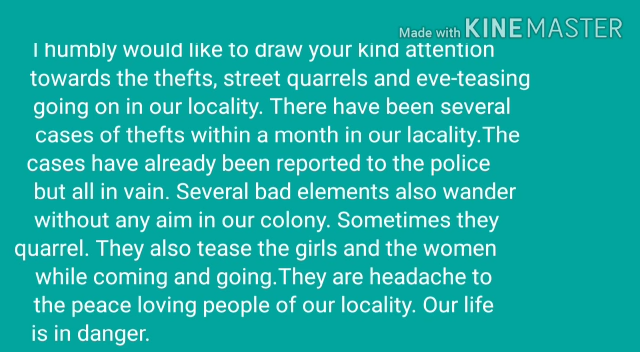 Made with KINEMASTER
I humbly would like to draw your kind attention
towards the thefts, street quarrels and eve-teasing
going on in our locality. There have been several
cases of thefts within a month in our lacality.The
cases have already been reported to the police
but all in vain. Several bad elements also wander
without any aim in our colony. Sometimes they
quarrel. They also tease the girls and the women
while coming and going.They are headache to
the peace loving people of our locality. Our life
is in danger.